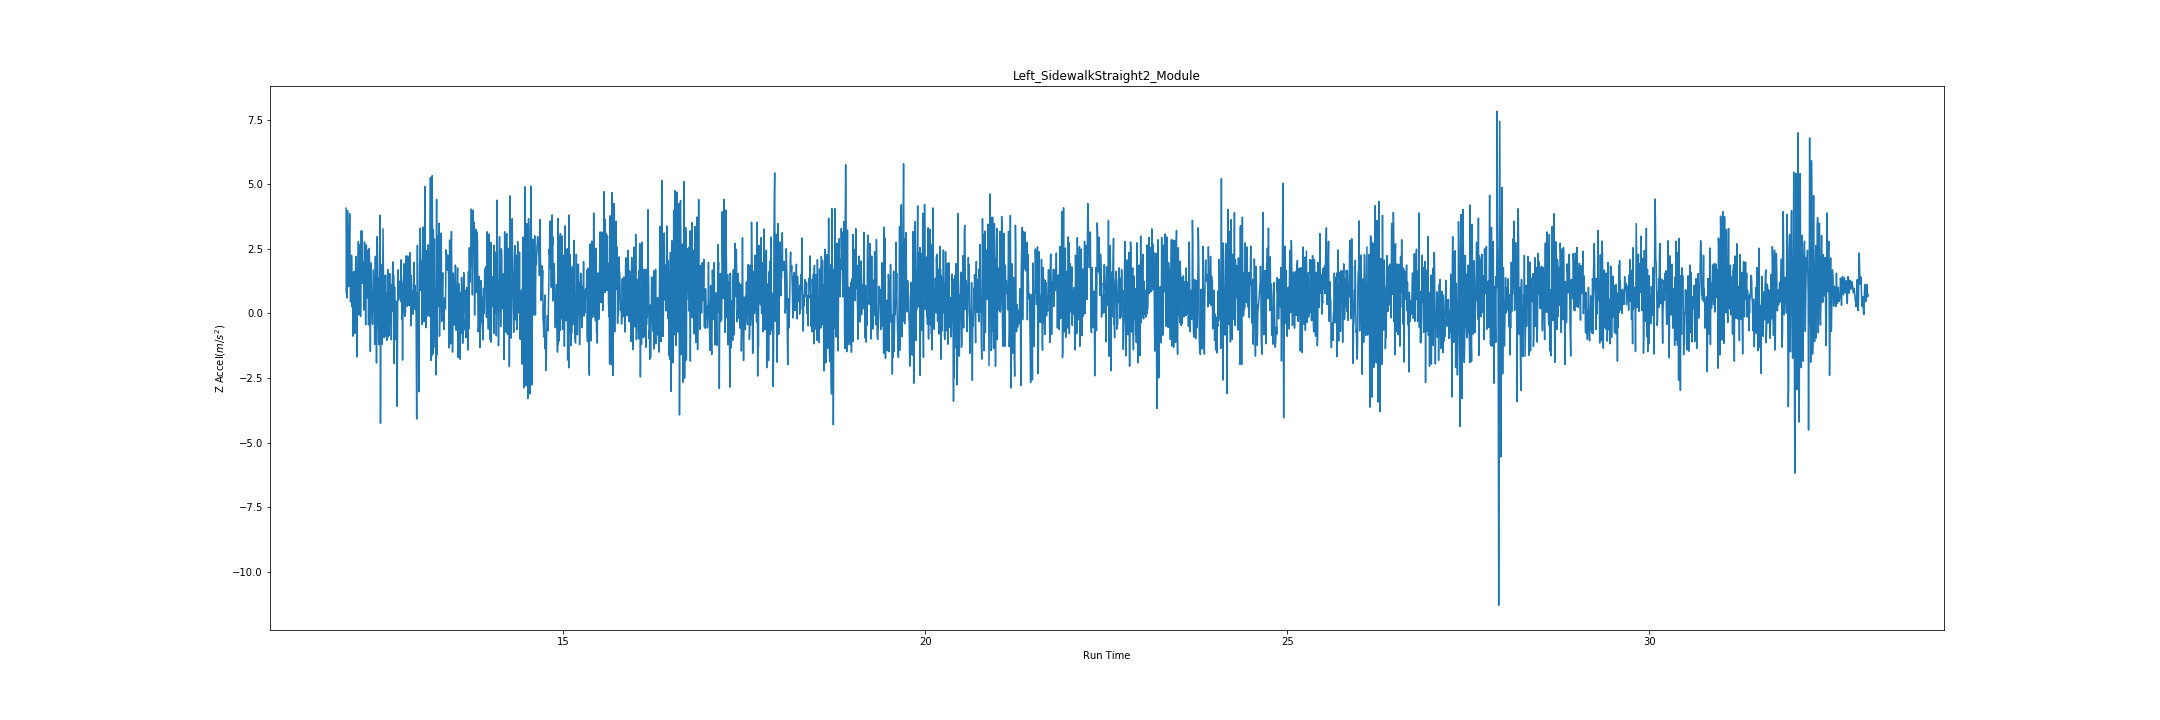 Left_SidewalkStraight2_Module
Z Accel(m/s²)
7.5
5.0
2.5
0.0
−2.5
−5.0
−7.5
−10.0
15 20 25 30
Run Time